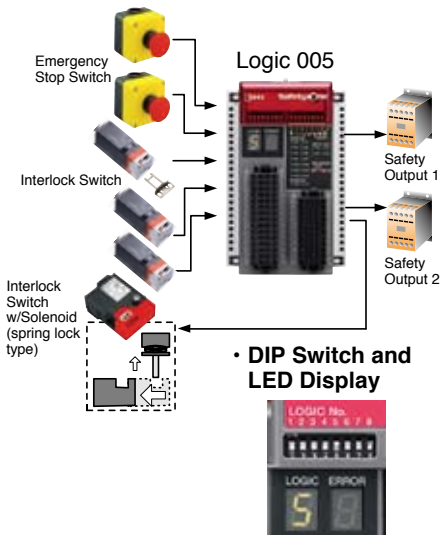 Emergency
Stop Switch
Logic 005
Safety
Output 1
Interlock Switch
Safety
Output 2
Interlock
Switch
w/Solenoid
(spring lock
type)
• DIP Switch and
LED Display
LOGIC No.
1 2 3 4 5 6 7 8
LOGIC ERROR
5